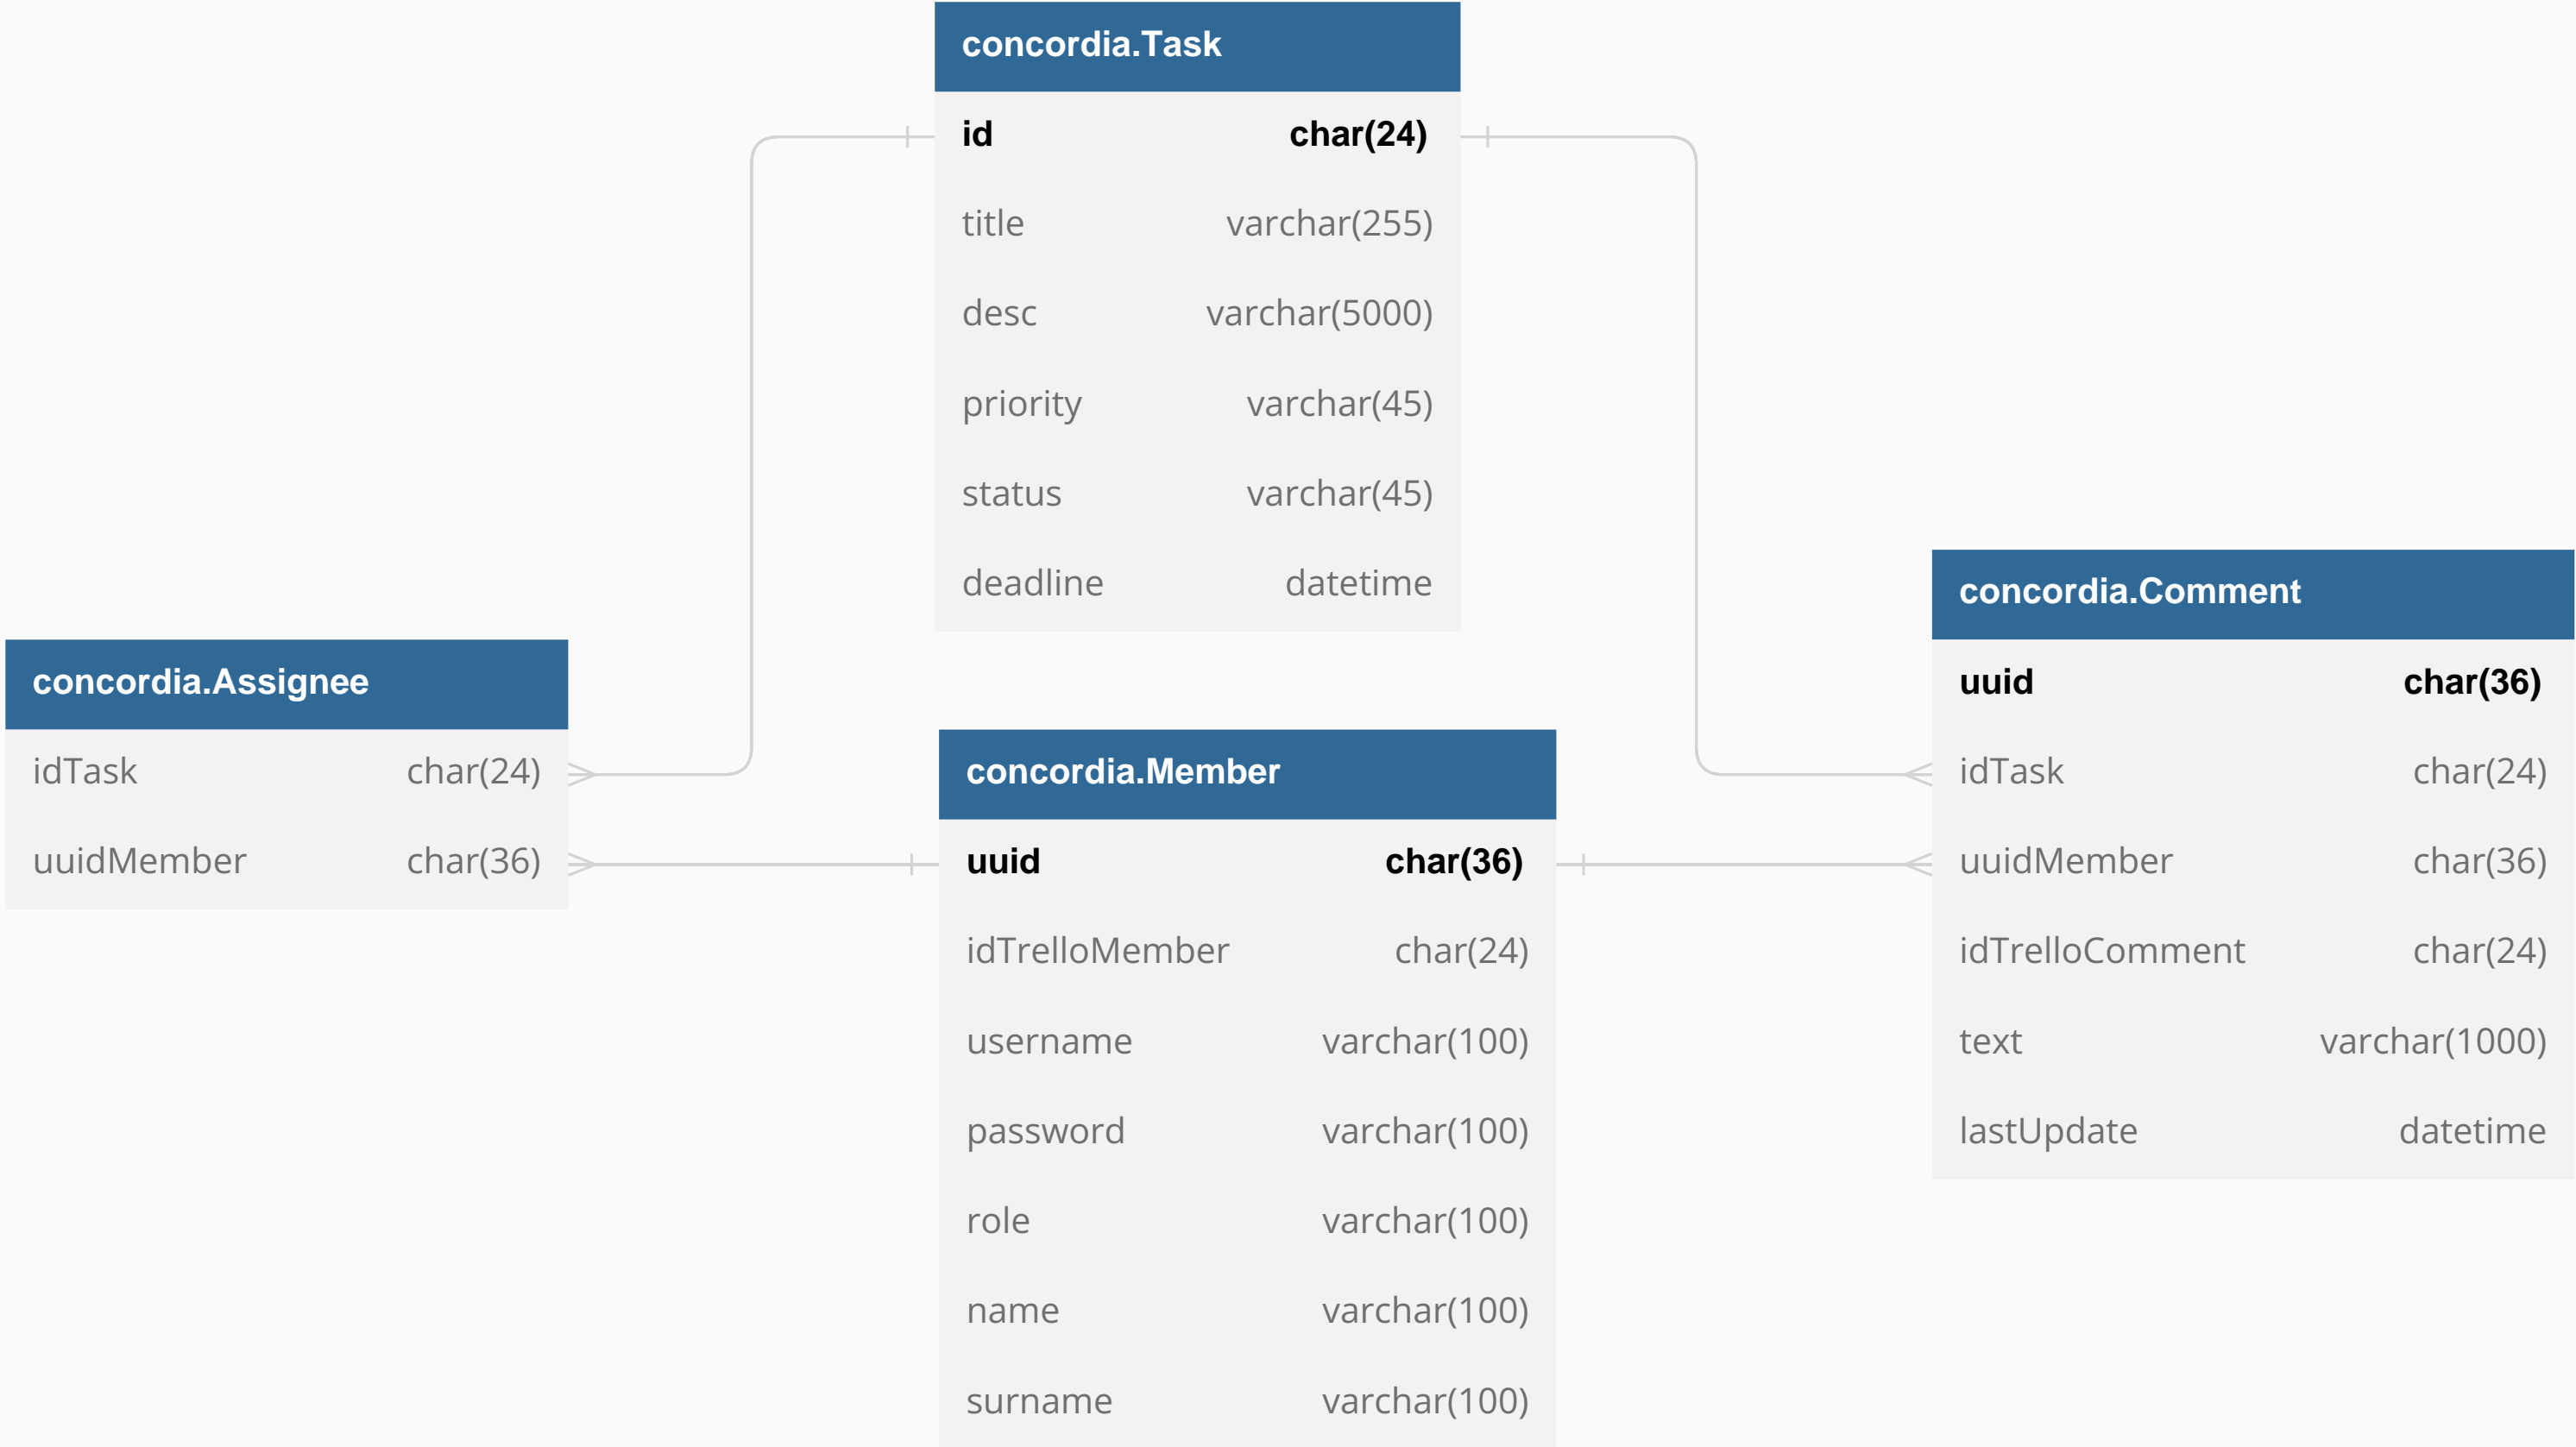 concordia.Task
id char(24)
title varchar(255)
desc varchar(5000)
priority varchar(45)
status varchar(45)
deadline datetime
concordia.Assignee
idTask char(24)
uuidMember char(36)
concordia.Member
uuid char(36)
idTrelloMember char(24)
username varchar(100)
password varchar(100)
role varchar(100)
name varchar(100)
surname varchar(100)
concordia.Comment
uuid char(36)
idTask char(24)
uuidMember char(36)
idTrelloComment char(24)
text varchar(1000)
lastUpdate datetime